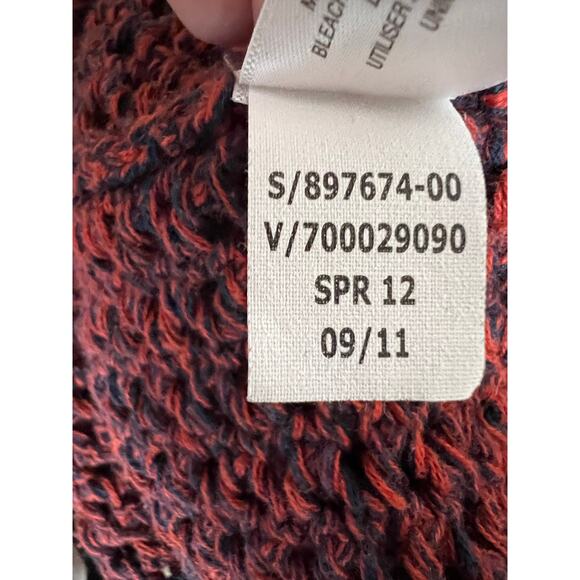 BLEACH
UTILISER
S/897674-00
V/700029090
SPR 12
09/11